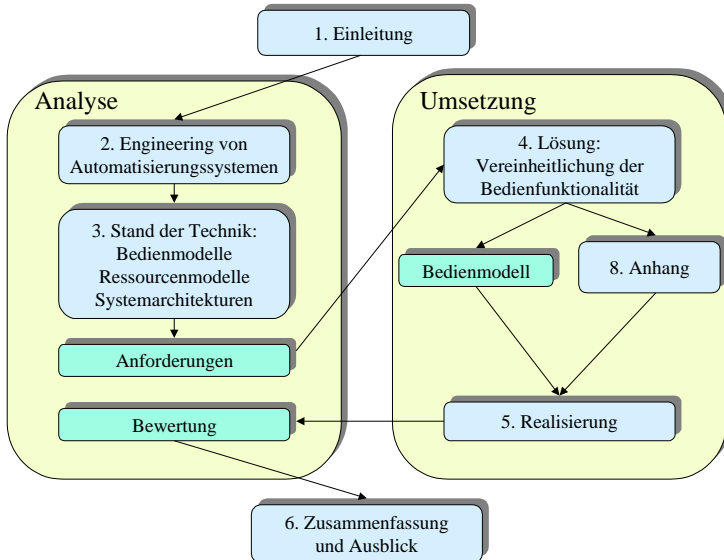 1. Einleitung
Analyse
2. Engineering von
Automatisierungssystemen
3. Stand der Technik:
Bedienmodelle
Ressourcenmodelle
Systemarchitekturen
Anforderungen
Bewertung
Umsetzung
4. Lösung:
Vereinheitlichung der
Bedienfunktionalität
Bedienmodell
8. Anhang
5. Realisierung
6. Zusammenfassung
und Ausblick